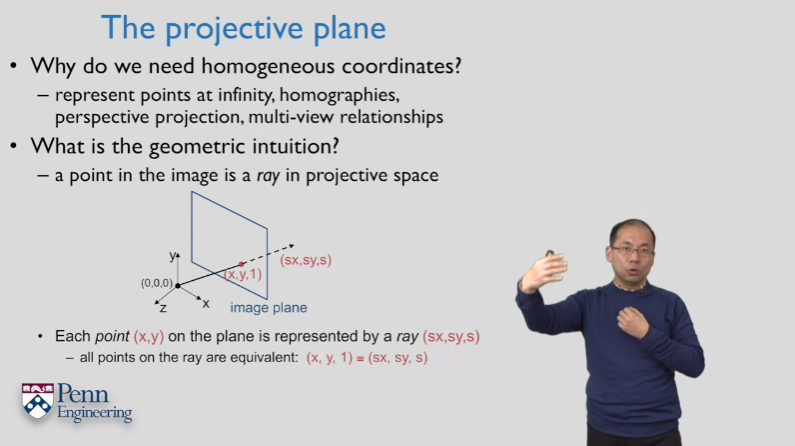 The projective plane
• Why do we need homogeneous coordinates?
– represent points at infinity, homographies,
perspective projection, multi-view relationships
• What is the geometric intuition?
– a point in the image is a ray in projective space
y
(sx,sy,s)
(x,y,1)
(0,0,0)
z
x
image plane
• Each point (x,y) on the plane is represented by a ray (sx,sy,s)
– all points on the ray are equivalent: (x, y, 1) ≅ (sx, sy, s)
Penn
Engineering